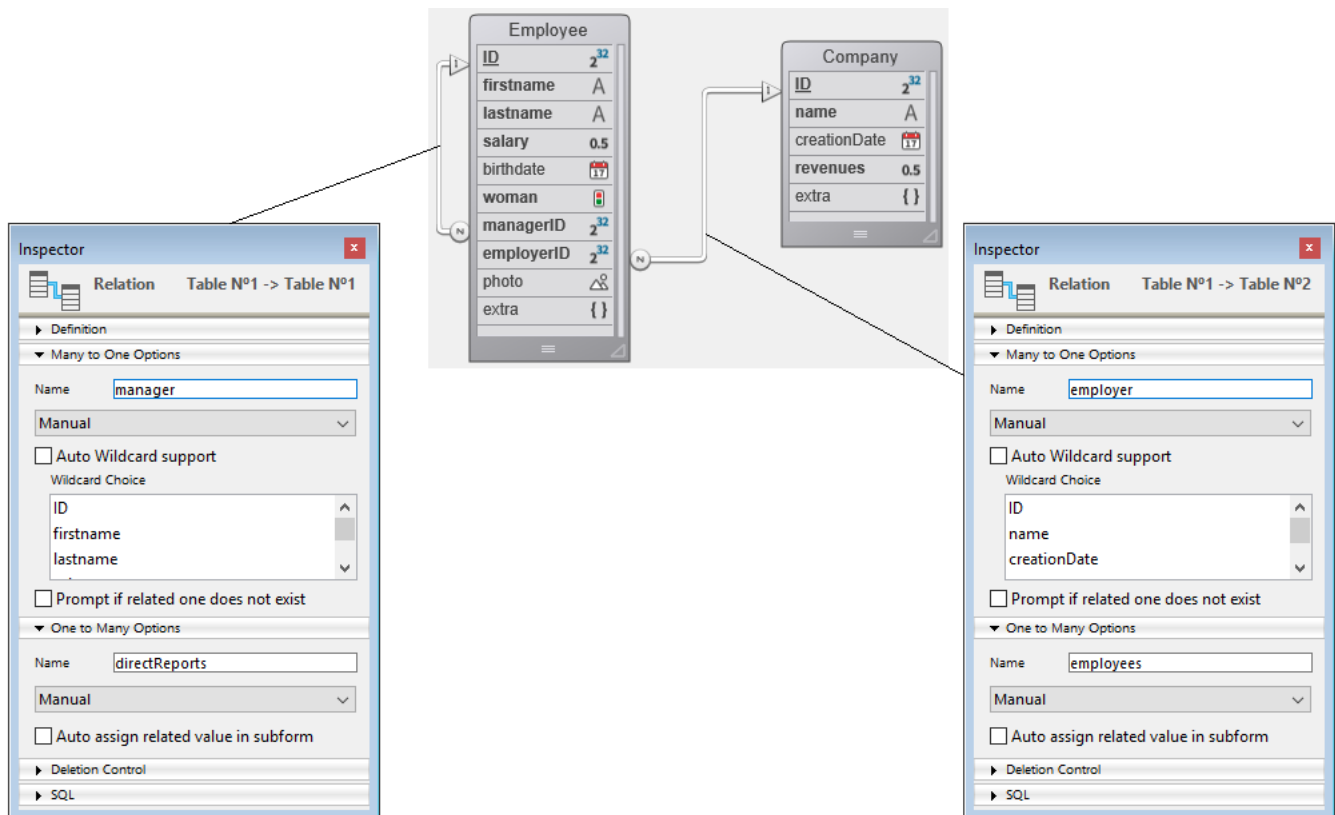 Employee
ID 2³²
firstname A
lastname A
salary 0.5
birthdate 17
woman
managerID 2³²
employerID 2³²
photo
extra { }
1
N
N
1
Company
ID 2³²
name A
creationDate 17
revenues 0.5
extra { }
Inspector x
Relation Table Nº1 -> Table Nº1
Definition
Many to One Options
Name manager
Manual
Auto Wildcard support
Wildcard Choice
ID
firstname
lastname
Prompt if related one does not exist
One to Many Options
Name directReports
Manual
Auto assign related value in subform
Deletion Control
SQL
Inspector x
Relation Table Nº1 -> Table Nº2
Definition
Many to One Options
Name employer
Manual
Auto Wildcard support
Wildcard Choice
ID
name
creationDate
Prompt if related one does not exist
One to Many Options
Name employees
Manual
Auto assign related value in subform
Deletion Control
SQL